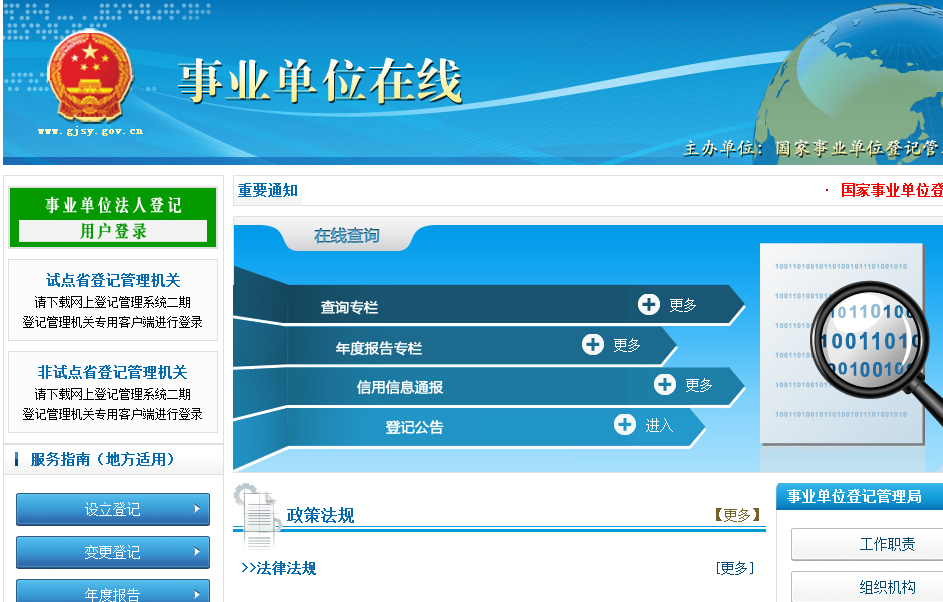 事业单位在线
www.gjsy.gov.cn
主办单位：国家事业单位登记管
事业单位法人登记
用户登录
试点省登记管理机关
请下载网上登记管理系统二期
登记管理机关专用客户端进行登录
非试点省登记管理机关
请下载网上登记管理系统二期
登记管理机关专用客户端进行登录
服务指南（地方适用）
设立登记
变更登记
年度报告
重要通知
· 国家事业单位登
在线查询
查询专栏 更多
年度报告专栏 更多
信用信息通报 更多
登记公告 进入
政策法规 【更多】
>>法律法规 [更多]
事业单位登记管理局
工作职责
组织机构